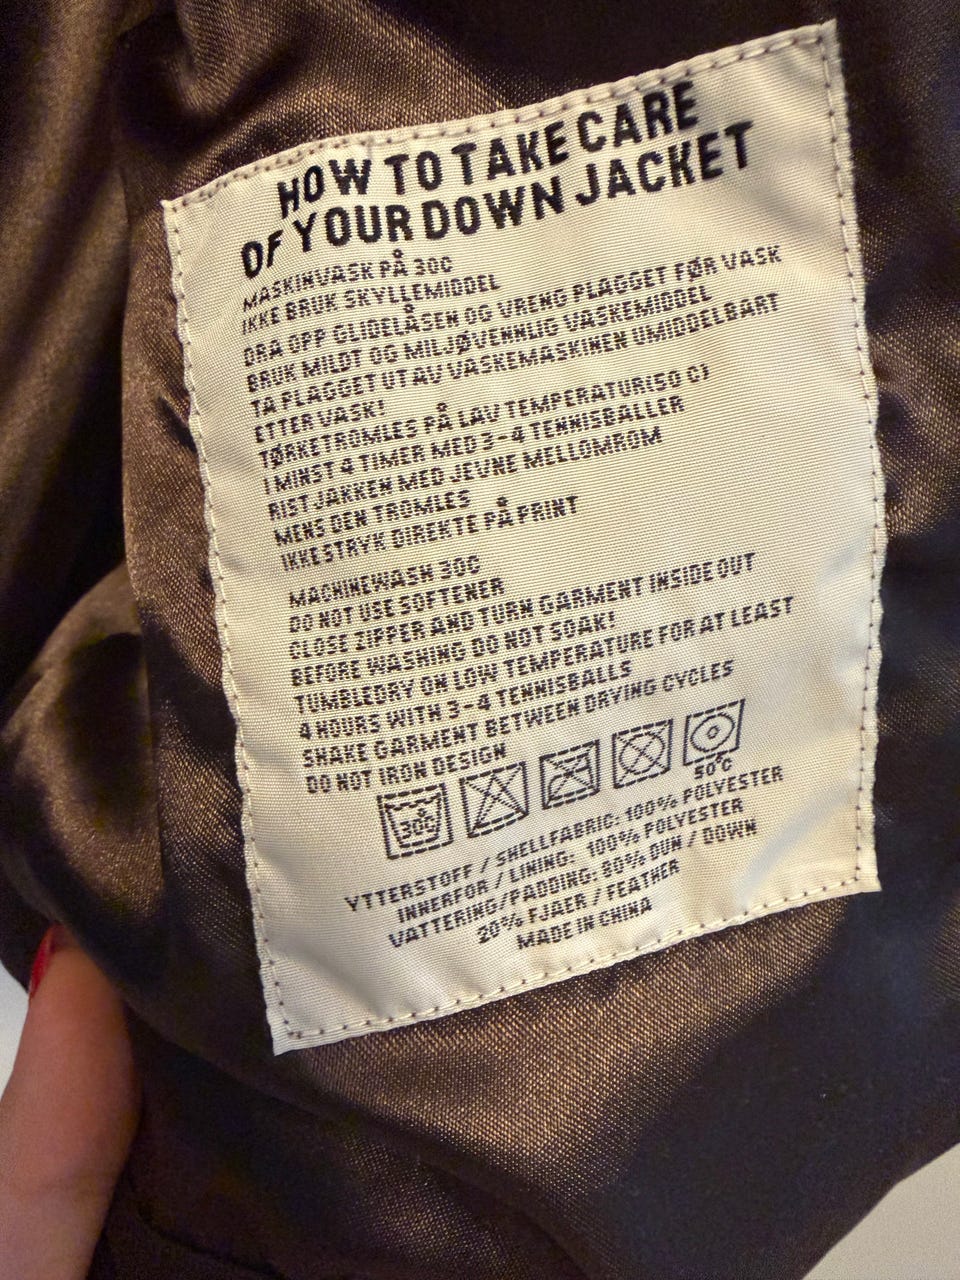 HOW TO TAKE CARE
OF YOUR DOWN JACKET
MASKINVASK PÅ 30C
IKKE BRUK SKYLLEMIDDEL
DRA OPP GLIDELÅSEN OG VRENG PLAGGET FØR VASK
BRUK MILDT OG MILJØVENNLIG VASKEMIDDEL
TA PLAGGET UT AV VASKEMASKINEN UMIDDELBART
ETTER VASK!
TØRKETROMLES PÅ LAV TEMPERATUR(50 C)
I MINST 4 TIMER MED 3-4 TENNISBALLER
RIST JAKKEN MED JEVNE MELLOMROM
MENS DEN TROMLES
IKKE STRYK DIREKTE PÅ PRINT
MACHINEWASH 30C
DO NOT USE SOFTENER
CLOSE ZIPPER AND TURN GARMENT INSIDE OUT
BEFORE WASHING DO NOT SOAK!
TUMBLEDRY ON LOW TEMPERATURE FOR AT LEAST
4 HOURS WITH 3-4 TENNISBALLS
SHAKE GARMENT BETWEEN DRYING CYCLES
DO NOT IRON DESIGN
30C
50°C
YTTERSTOFF / SHELLFABRIC: 100% POLYESTER
INNERFOR / LINING: 100% POLYESTER
VATTERING/PADDING: 80% DUN / DOWN
20% FJAER / FEATHER
MADE IN CHINA